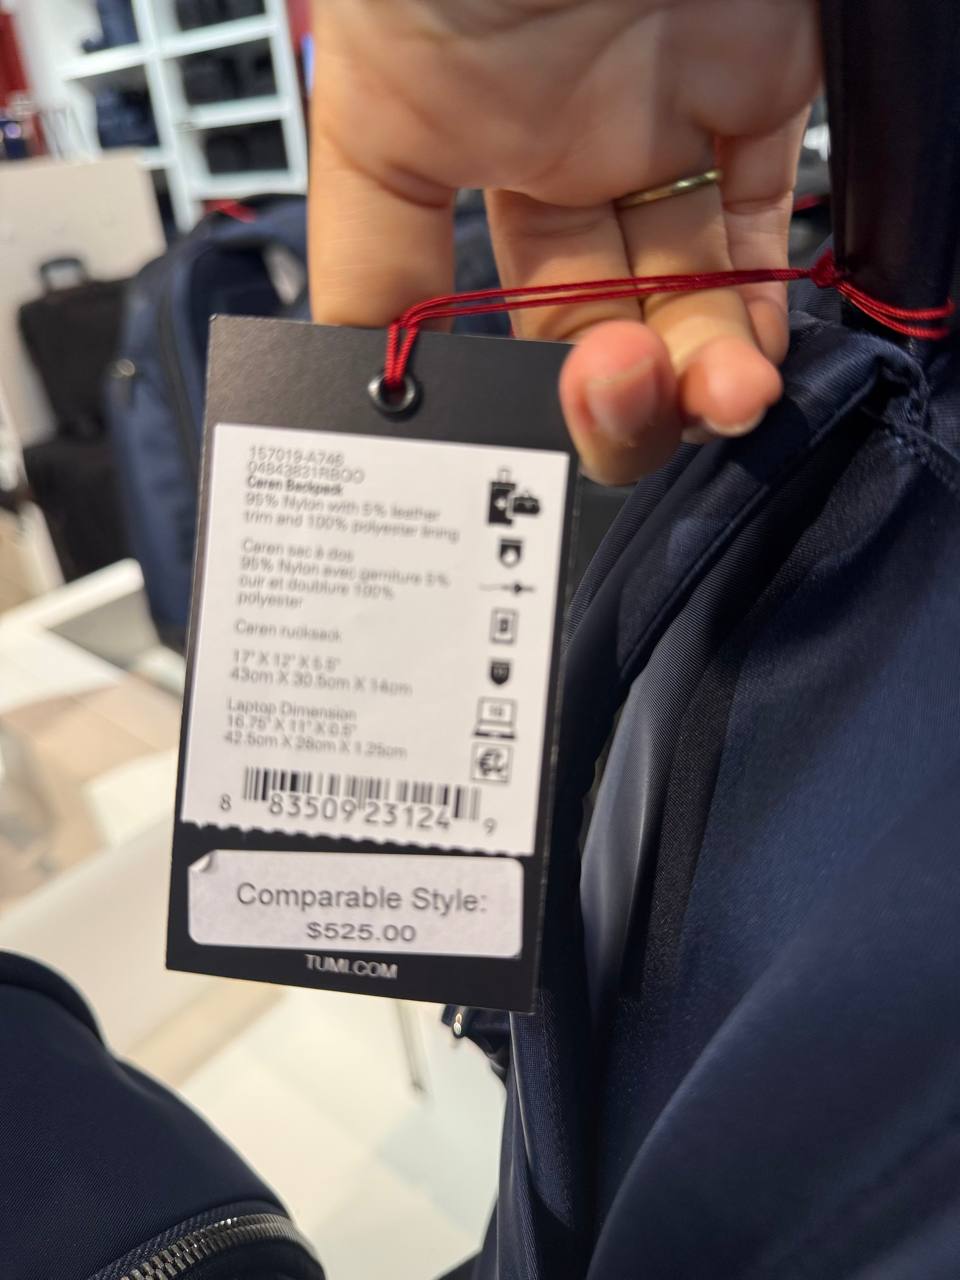 157019-A746
04843821RBOO
Caren Backpack
95% Nylon with 5% leather
trim and 100% polyester lining
Caren sac à dos
95% Nylon avec garniture 5%
cuir et doublure 100%
polyester
Caren rucksack
17" X 12" X 5.5"
43cm X 30.5cm X 14cm
Laptop Dimension
16.75" X 11" X 0.5"
42.5cm X 28cm X 1.25cm
8 83509 23124 9
Comparable Style:
$525.00
TUMI.COM